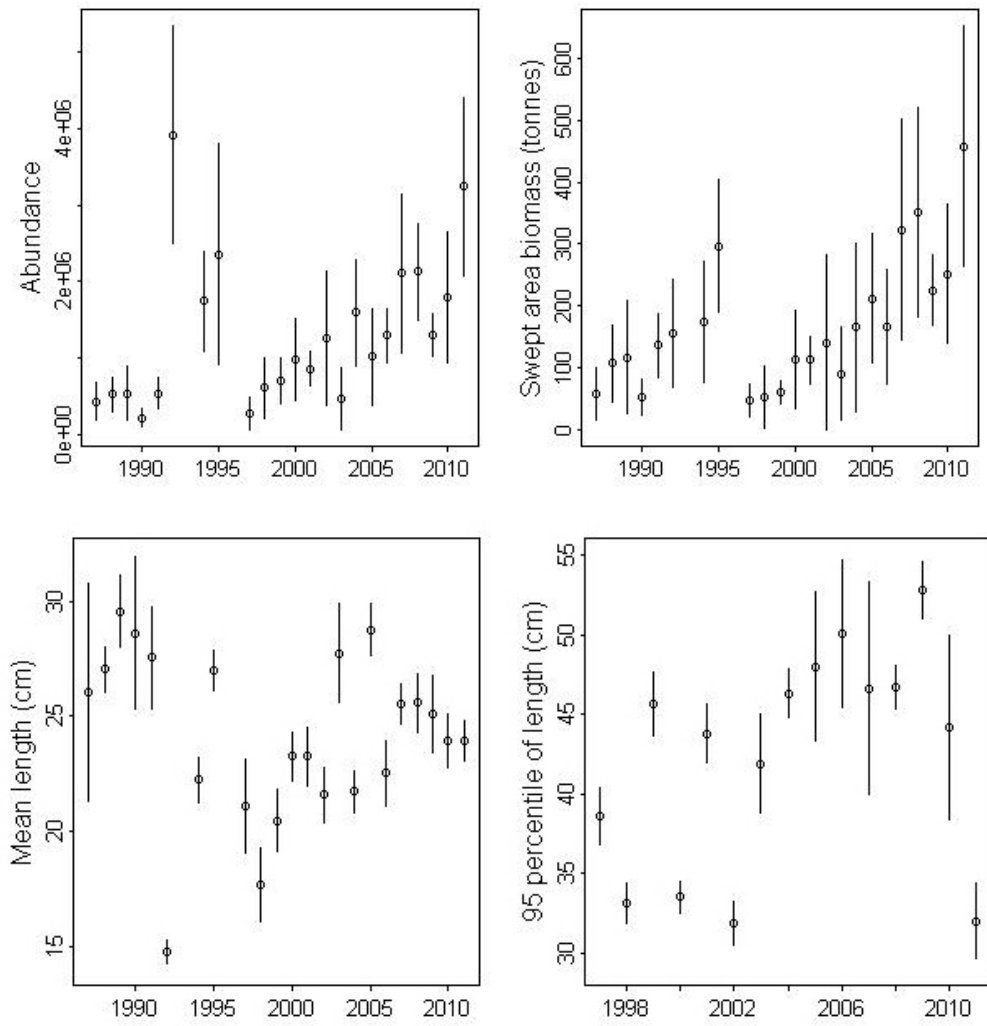 Abundance
0e+00 2e+06 4e+06
1990 1995 2000 2005 2010
Swept area biomass (tonnes)
0 100 200 300 400 500 600
1990 1995 2000 2005 2010
Mean length (cm)
15 20 25 30
1990 1995 2000 2005 2010
95 percentile of length (cm)
30 35 40 45 50 55
1998 2002 2006 2010